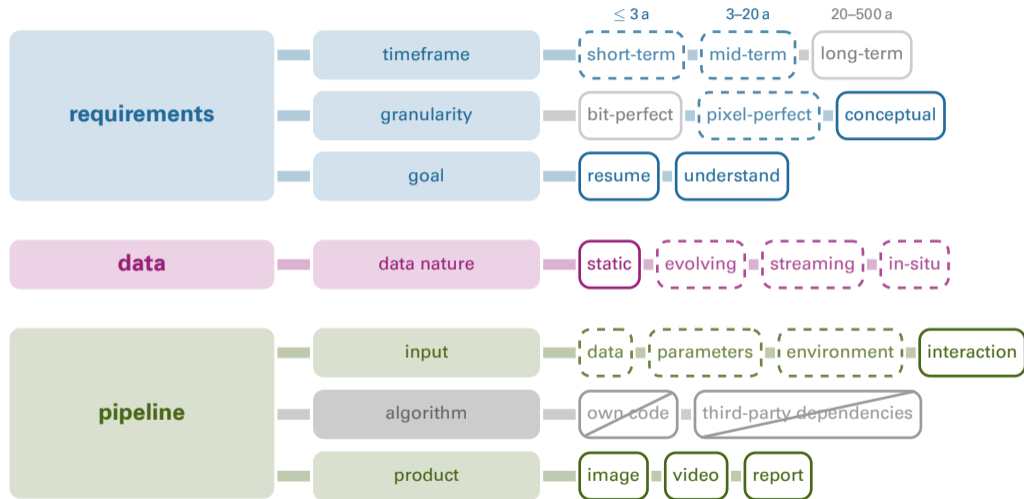 ≤ 3 a 3–20 a 20–500 a
requirements
timeframe short-term mid-term long-term
granularity bit-perfect pixel-perfect conceptual
goal resume understand
data
data nature static evolving streaming in-situ
pipeline
input data parameters environment interaction
algorithm own code third-party dependencies
product image video report